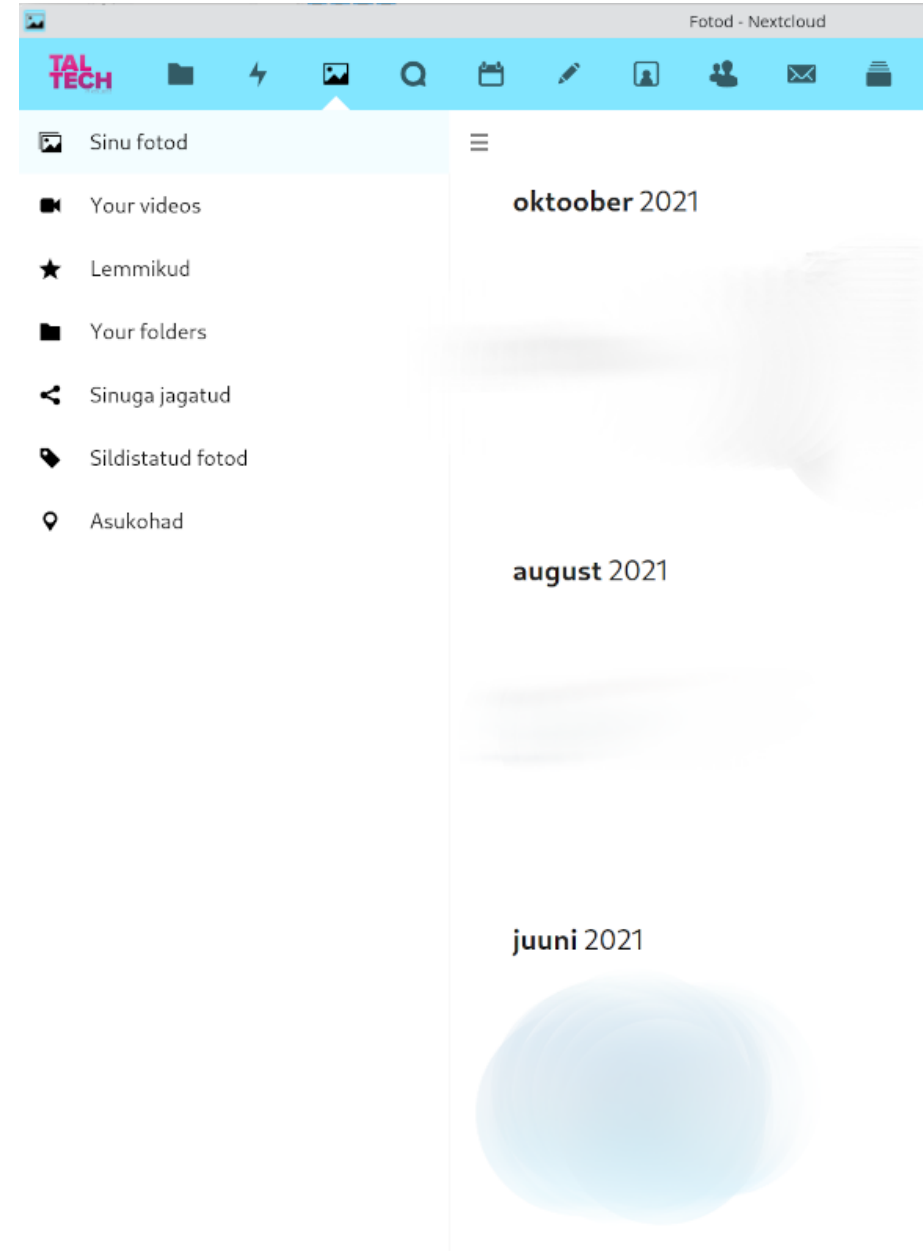 Fotod - Nextcloud
TAL
TECH
Sinu fotod
Your videos
Lemmikud
Your folders
Sinuga jagatud
Sildistatud fotod
Asukohad
oktoober 2021
august 2021
juuni 2021